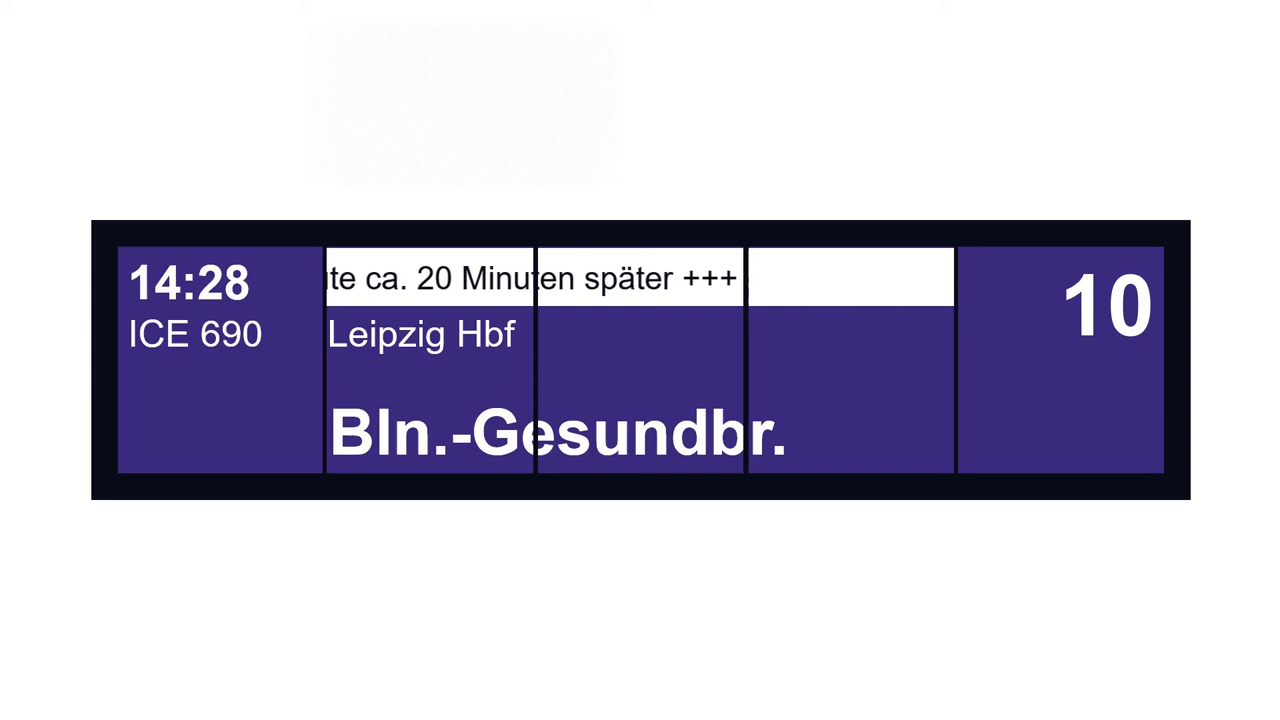 14:28
te ca. 20 Minuten später +++
10
ICE 690
Leipzig Hbf
Bln.-Gesundbr.